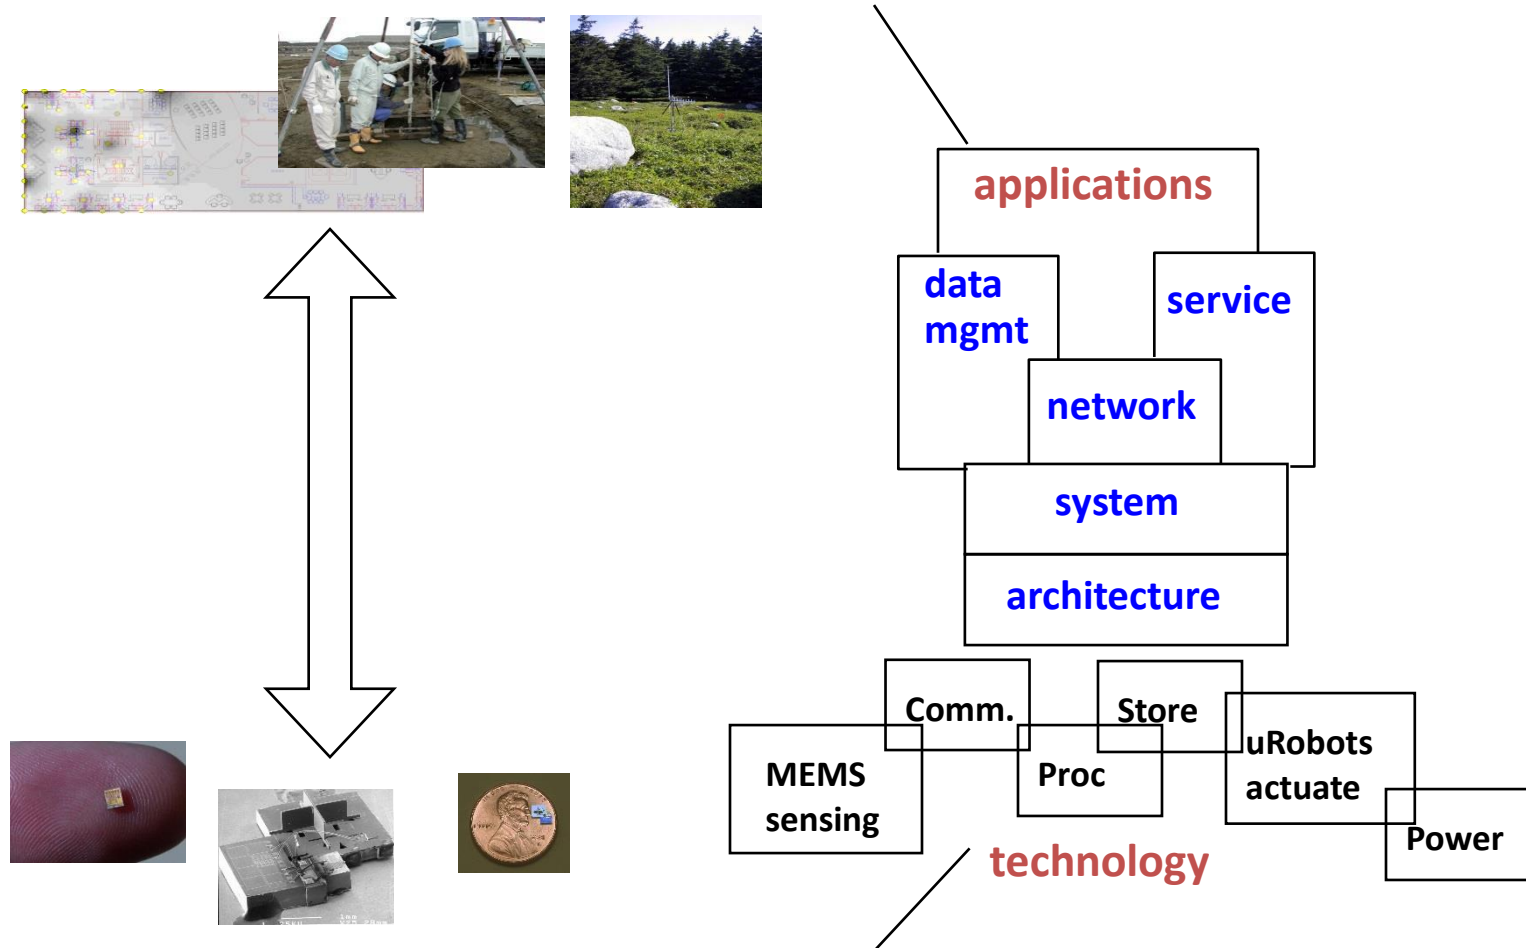 applications
data
mgmt
service
network
system
architecture
Comm.
Store
uRobots
actuate
MEMS
sensing
Proc
Power
technology